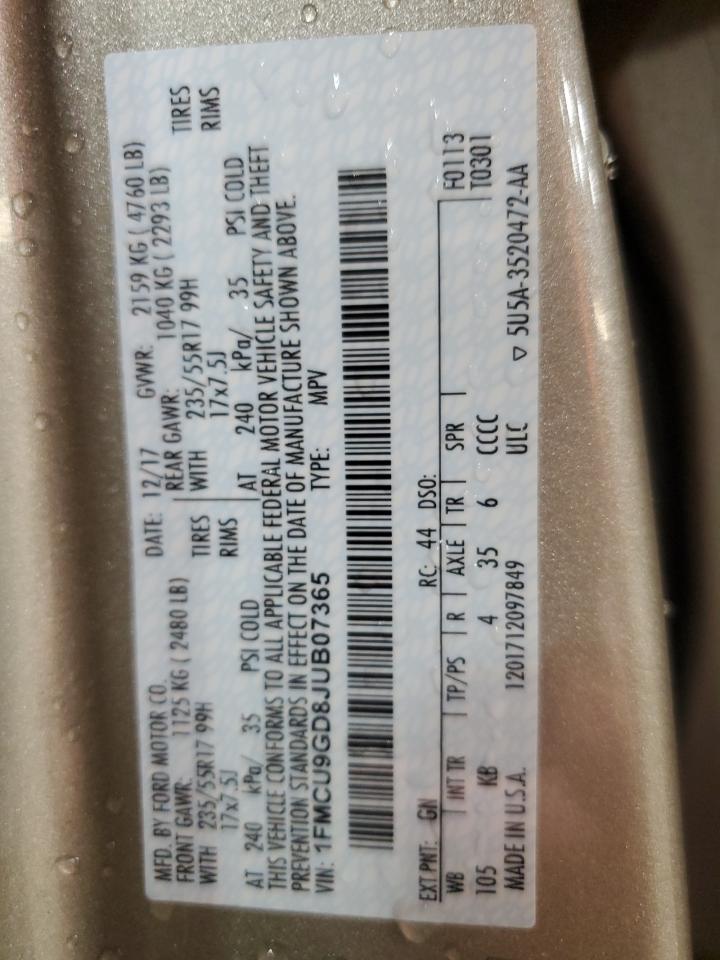 MFD. BY FORD MOTOR CO. DATE: 12/17 GVWR: 2159 KG ( 4760 LB)
FRONT GAWR: 1125 KG ( 2480 LB) REAR GAWR: 1040 KG ( 2293 LB)
WITH 235/55R17 99H TIRES WITH 235/55R17 99H TIRES
17x7.5J RIMS 17x7.5J RIMS
AT 240 kPa/ 35 PSI COLD AT 240 kPa/ 35 PSI COLD
THIS VEHICLE CONFORMS TO ALL APPLICABLE FEDERAL MOTOR VEHICLE SAFETY AND THEFT
PREVENTION STANDARDS IN EFFECT ON THE DATE OF MANUFACTURE SHOWN ABOVE.
VIN: 1FMCU9GD8JUB07365 TYPE: MPV
EXT PNT: GN RC: 44 DSO: F0113
WB INT TR TP/PS R AXLE TR SPR T0301
105 KB 4 35 6 CCCC
MADE IN U.S.A. 1201712097849 ULC ▽ 5U5A-3520472-AA